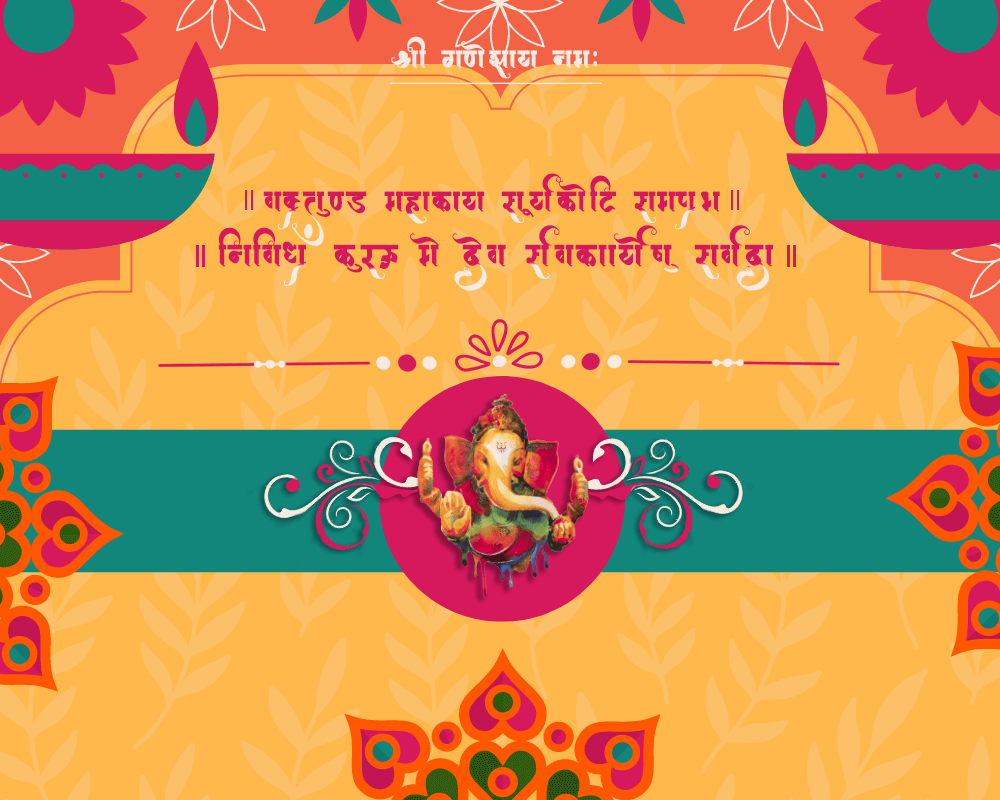 श्री गणेशाय नमः
॥ वक्रतुण्ड महाकाय सूर्यकोटि समप्रभ ॥
॥ कुरू मे देव सर्वकार्येषु सर्वदा ॥